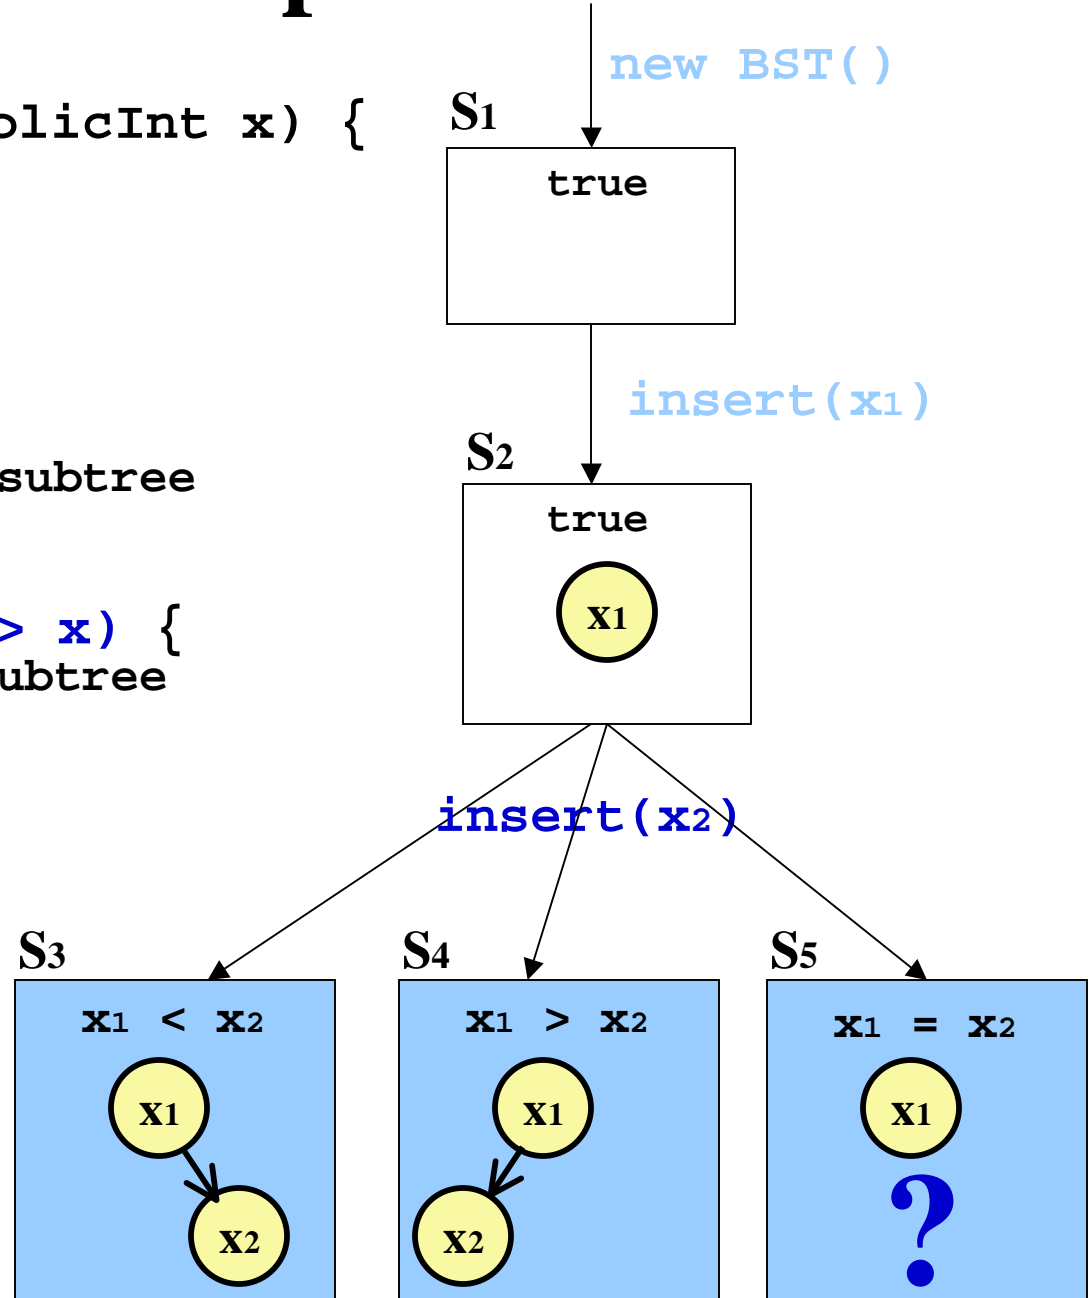 new BST()
olicInt x) {
S1
true
insert(x1)
S2
subtree
true
x1
> x) {
ubtree
insert(x2)
S3
S4
S5
x1 < x2
x1 > x2
x1 = x2
x1
x1
x1
x2
x2
?